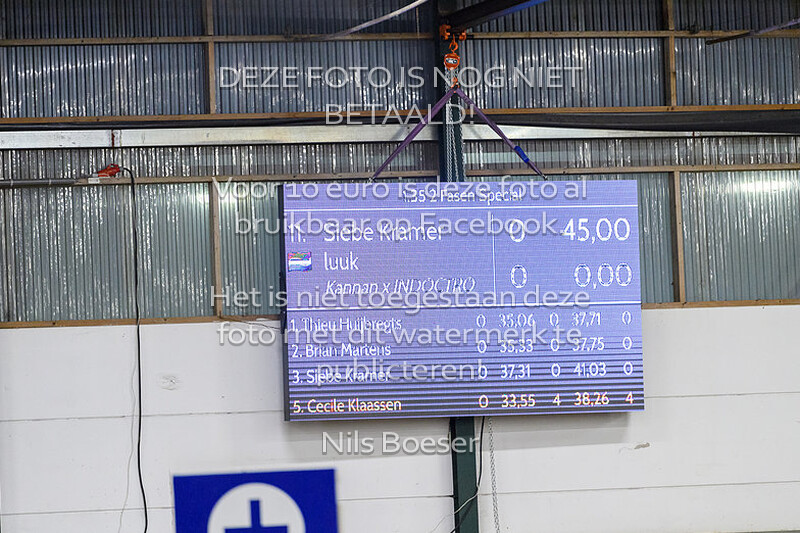 DEZE FOTO IS NOG NIET
BETAALD!
Voor 10 euro is deze foto al
bruikbaar op Facebook.
Het is niet toegestaan deze
foto met dit watermerk te
publiceren!
Nils Boeser
1.35 2 Fasen Special
11. Siebe Kramer 0 45,00
luuk 0 0,00
Kannan x INDOCTRO
1. Thieu Huijbregts 0 35,06 0 37,71 0
2. Brian Martens 0 35,33 0 37,75 0
3. Siebe Kramer 0 37,31 0 41,03 0
5. Cecile Klaassen 0 33,55 4 38,26 4